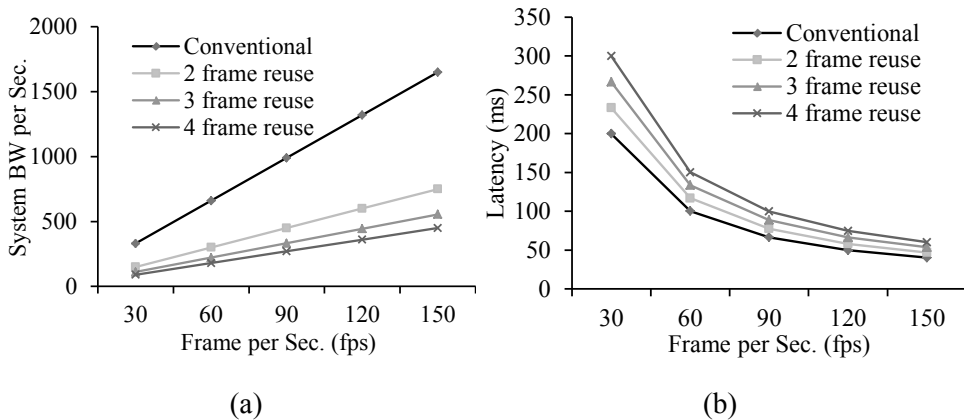 2000
1500
1000
500
0
System BW per Sec.
Conventional
2 frame reuse
3 frame reuse
4 frame reuse
30 60 90 120 150
Frame per Sec. (fps)
(a)
350
300
250
200
150
100
50
0
Latency (ms)
Conventional
2 frame reuse
3 frame reuse
4 frame reuse
30 60 90 120 150
Frame per Sec. (fps)
(b)